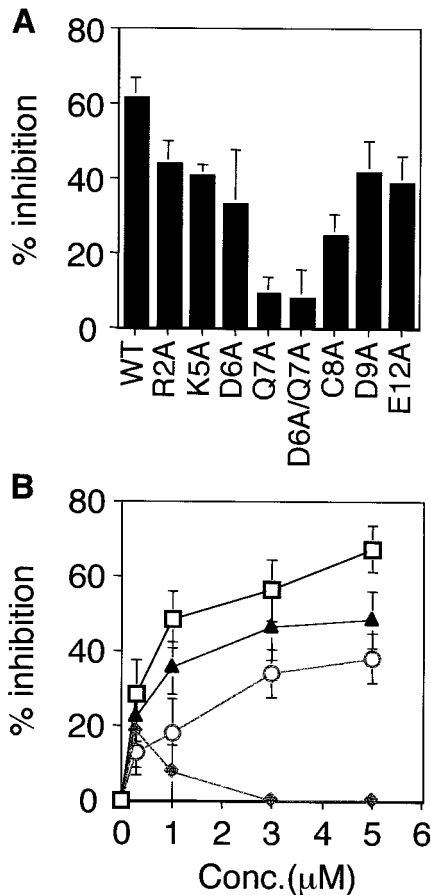 A
80
60
40
20
0
% inhibition
WT
R2A
K5A
D6A
Q7A
D6A/Q7A
C8A
D9A
E12A
B
80
60
40
20
0
% inhibition
0 1 2 3 4 5 6
Conc.(μM)